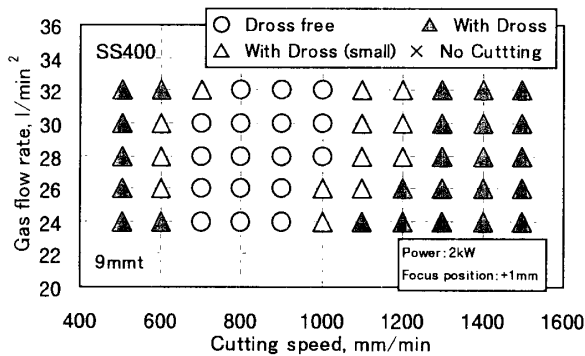 36
34
32
30
28
26
24
22
20
Gas flow rate, l/min²
SS400
Dross free
With Dross
With Dross (small)
No Cuttting
9mmt
Power:2kW
Focus position:+1mm
400 600 800 1000 1200 1400 1600
Cutting speed, mm/min